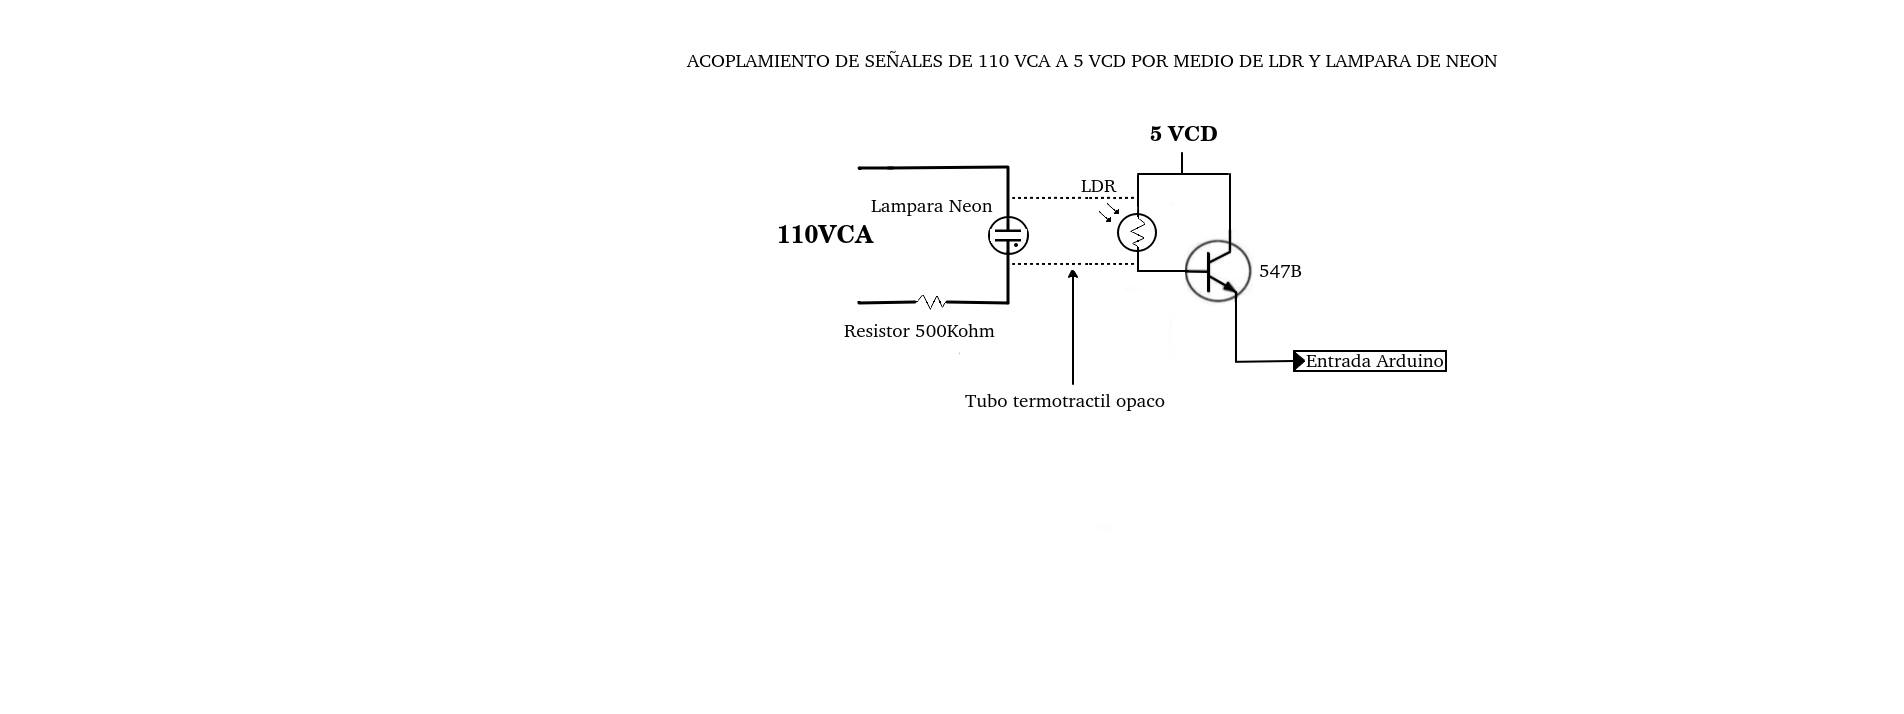 ACOPLAMIENTO DE SEÑALES DE 110 VCA A 5 VCD POR MEDIO DE LDR Y LAMPARA DE NEON
5 VCD
LDR
Lampara Neon
110VCA
547B
Resistor 500Kohm
Entrada Arduino
Tubo termotractil opaco